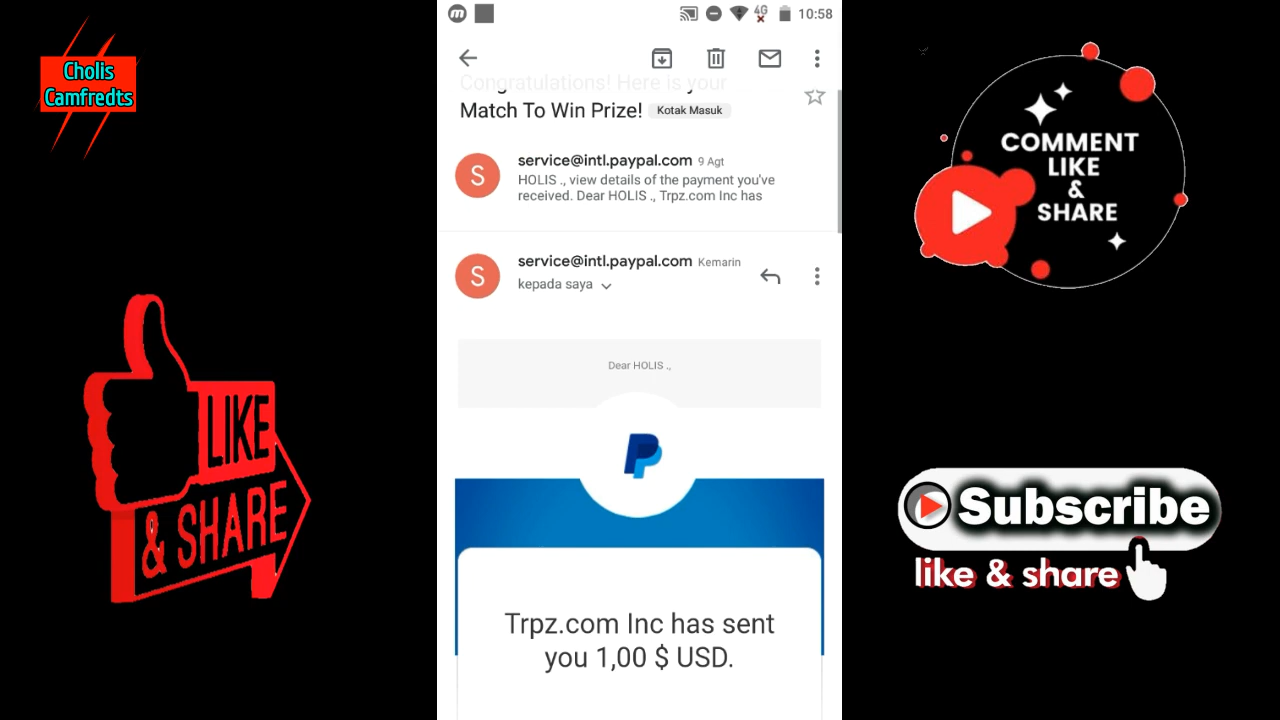 Cholis
Camfredts
LIKE
& SHARE
4G
10:58
Congratulations! Here is your
Match To Win Prize! Kotak Masuk
S
service@intl.paypal.com 9 Agt
HOLIS ., view details of the payment you've
received. Dear HOLIS ., Trpz.com Inc has
S
service@intl.paypal.com Kemarin
kepada saya
Dear HOLIS .,
Trpz.com Inc has sent
you 1,00 $ USD.
COMMENT
LIKE
&
SHARE
Subscribe
like & share